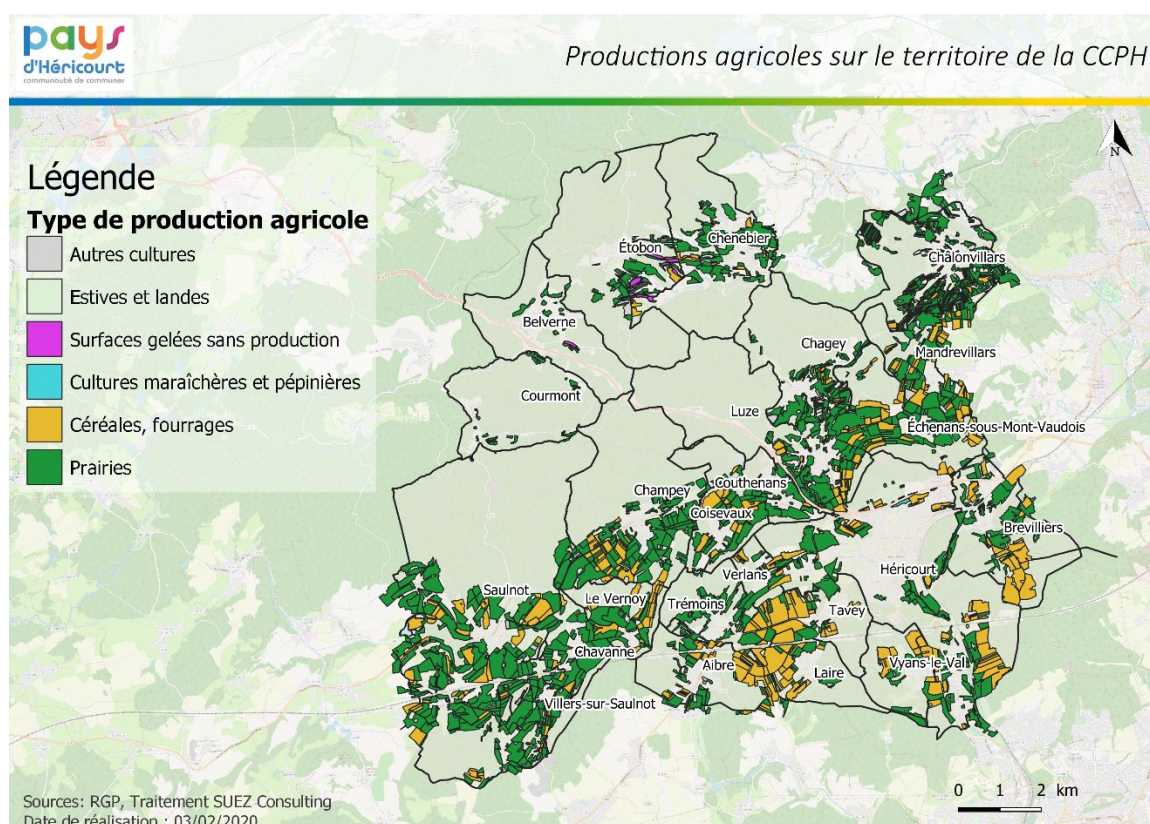 pays
d'Héricourt
communauté de communes
Productions agricoles sur le territoire de la CCPH
N
Légende
Type de production agricole
Autres cultures
Estives et landes
Surfaces gelées sans production
Cultures maraîchères et pépinières
Céréales, fourrages
Prairies
Étobon
Chenebier
Châlonvillars
Belverne
Chagey
Mandrevillars
Courmont
Luze
Échenans-sous-Mont-Vaudois
Champey
Couthenans
Coisevaux
Brevilliers
Héricourt
Verlans
Saulnot
Le Vernoy
Trémoins
Tavey
Chavanne
Aibre
Laire
Vyans-le-Val
Villers-sur-Saulnot
0 1 2 km
Sources: RGP, Traitement SUEZ Consulting
Date de réalisation : 03/02/2020